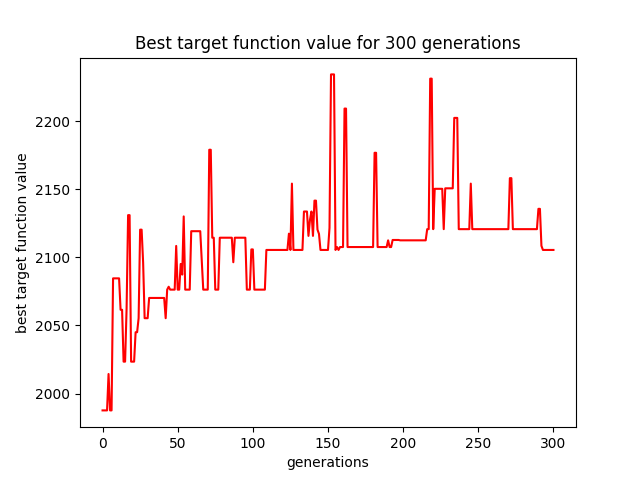 Best target function value for 300 generations
2200
2150
2100
2050
2000
best target function value
0 50 100 150 200 250 300
generations